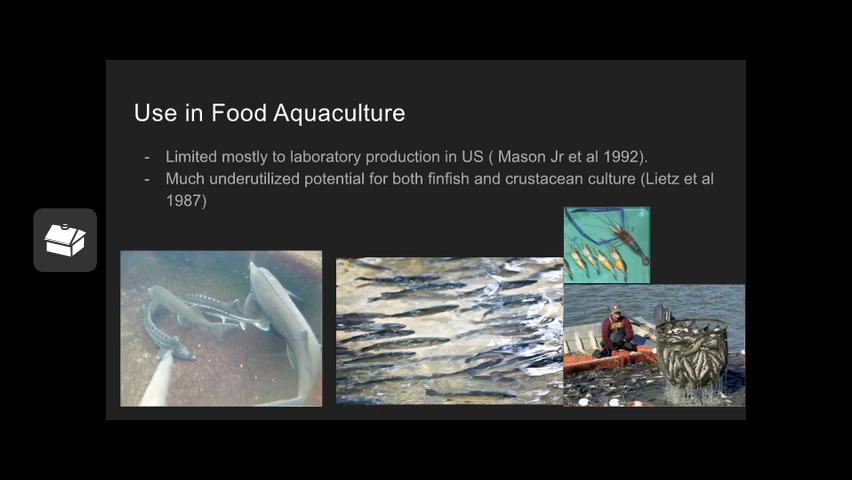 Use in Food Aquaculture
- Limited mostly to laboratory production in US ( Mason Jr et al 1992).
- Much underutilized potential for both finfish and crustacean culture (Lietz et al
1987)